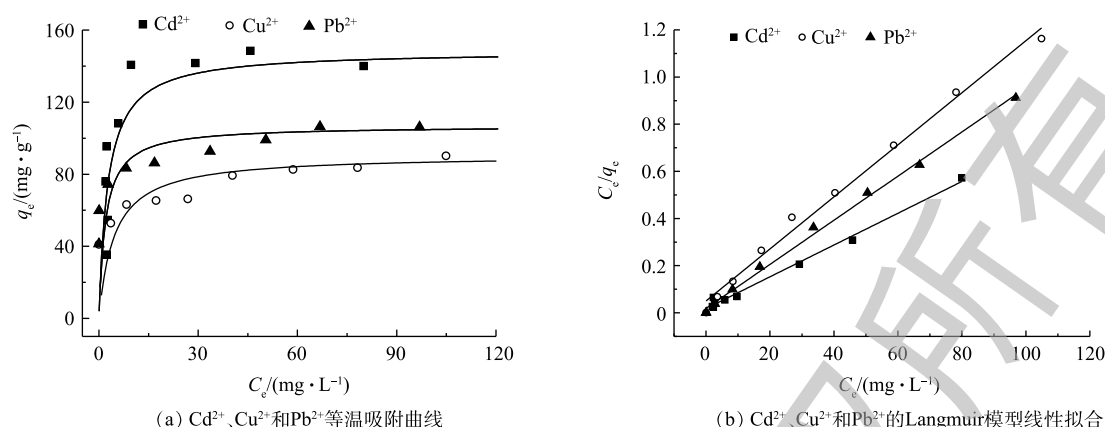 ■ Cd²⁺ ○ Cu²⁺ ▲ Pb²⁺
160
120
80
40
0
qₑ/(mg・g⁻¹)
0 30 60 90 120
Cₑ/(mg・L⁻¹)
(a) Cd²⁺、Cu²⁺和Pb²⁺等温吸附曲线
■ Cd²⁺ ○ Cu²⁺ ▲ Pb²⁺
1.2
1.0
0.8
0.6
0.4
0.2
0
Cₑ/qₑ
0 20 40 60 80 100 120
Cₑ/(mg・L⁻¹)
(b) Cd²⁺、Cu²⁺和Pb²⁺的Langmuir模型线性拟合
所有